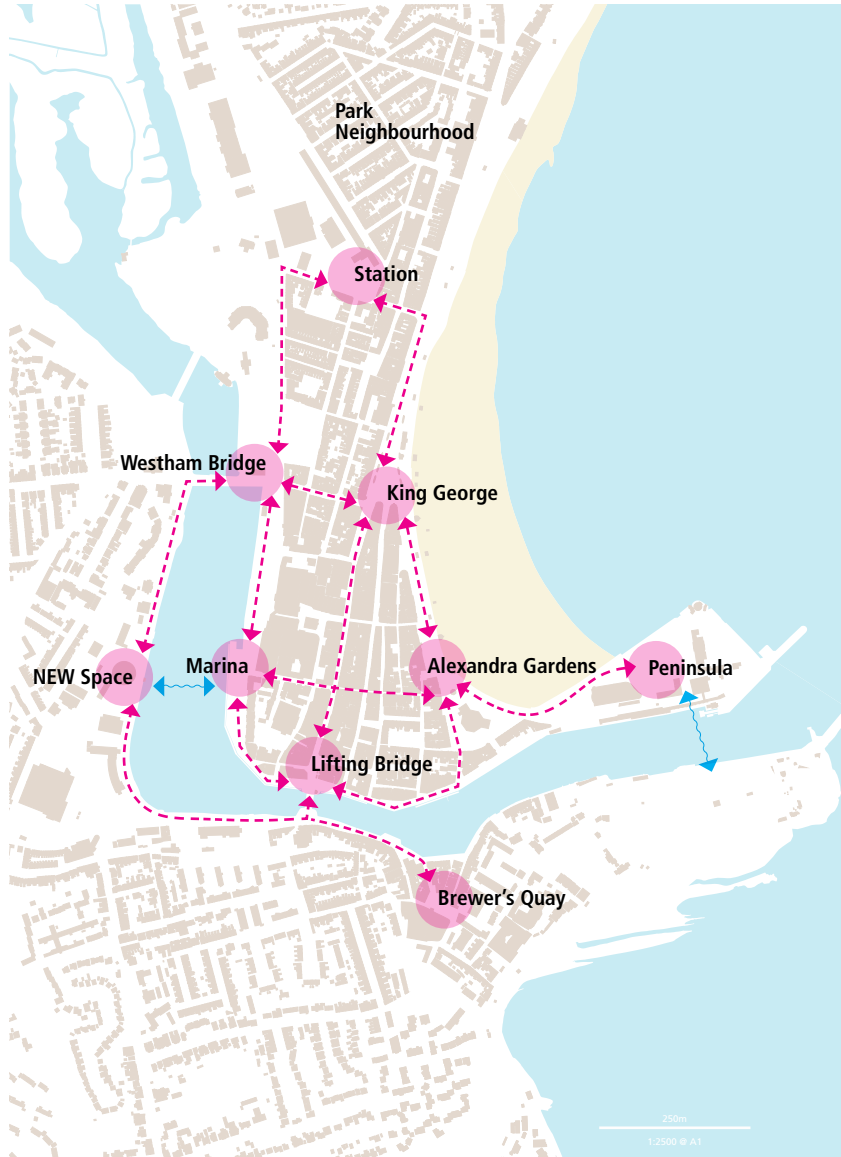 Park
Neighbourhood
Station
Westham Bridge
King George
NEW Space
Marina
Alexandra Gardens
Peninsula
Lifting Bridge
Brewer's Quay
250m
1:2500 @ A1